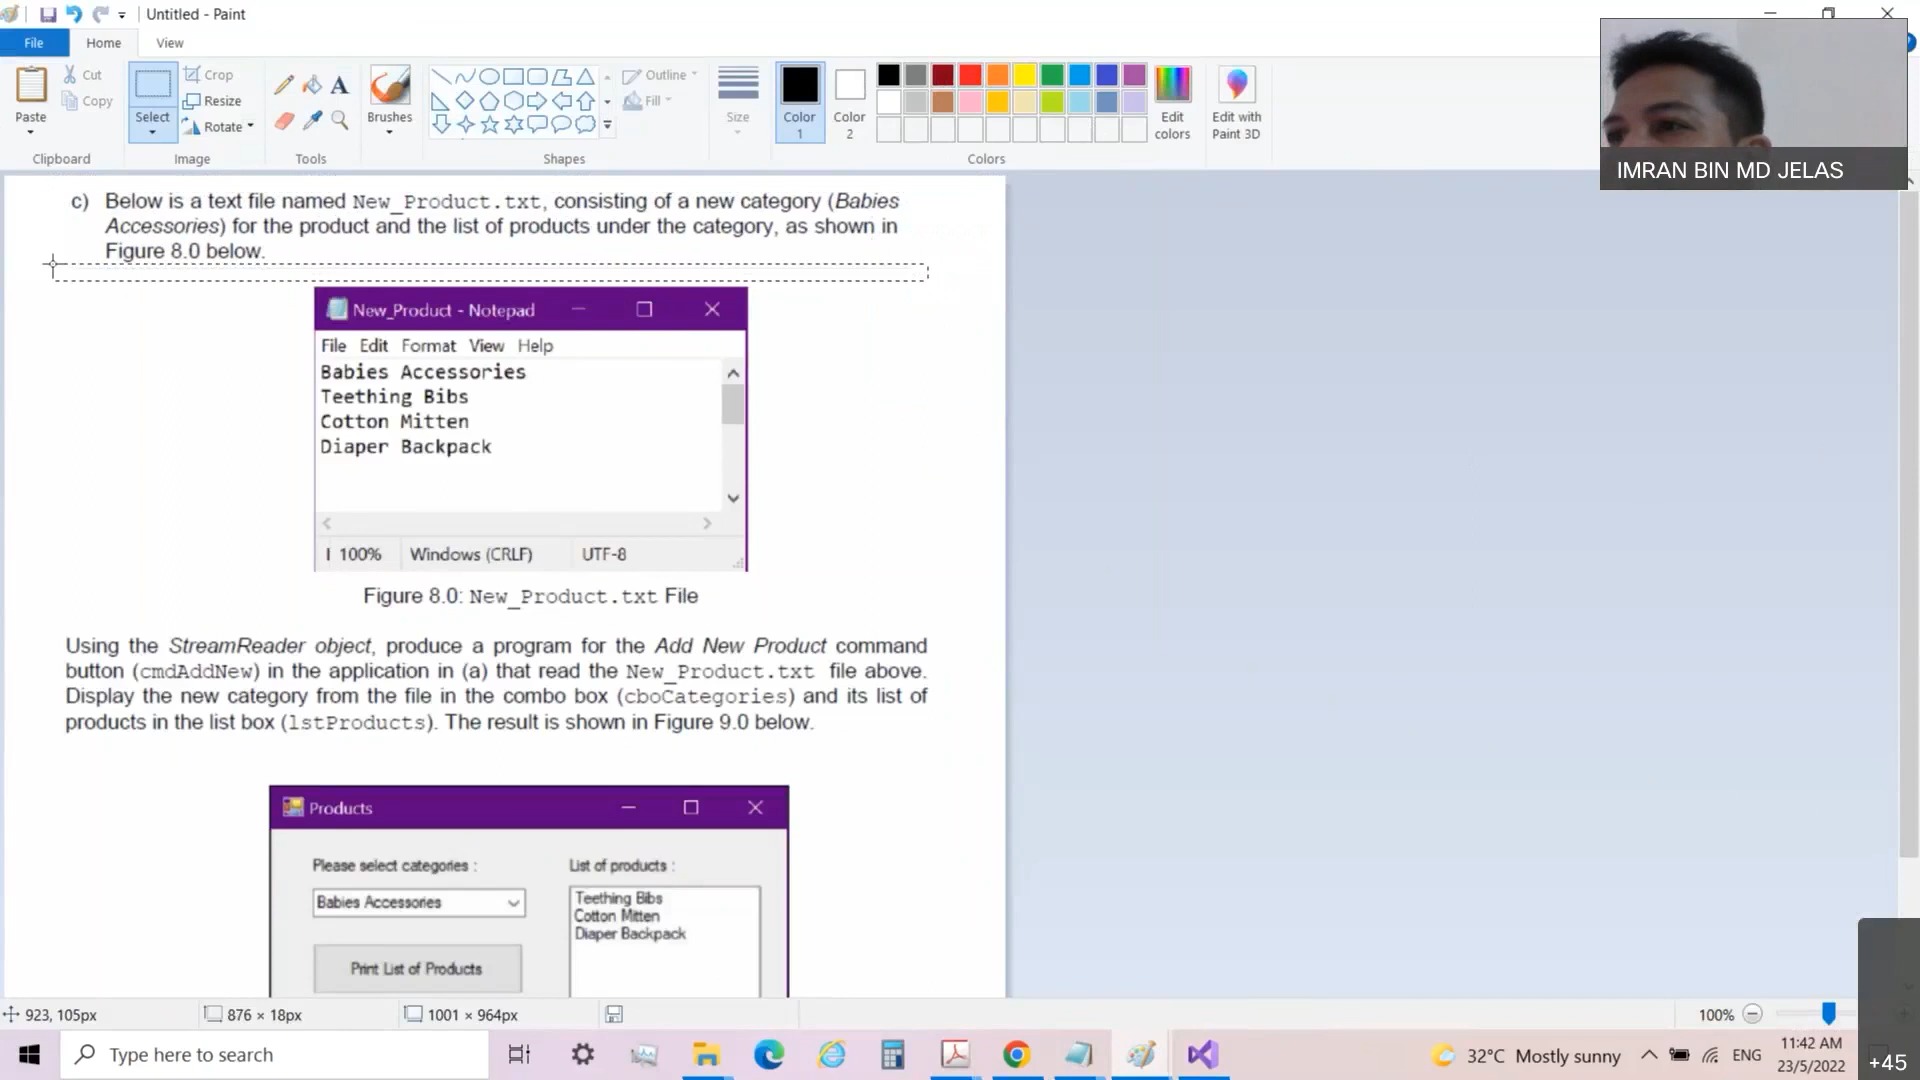 Untitled - Paint
File Home View
Paste
Cut
Copy
Clipboard
Select
Crop
Resize
Rotate
Image
Tools
Brushes
Shapes
Outline
Fill
Size
Color 1
Color 2
Edit colors
Colors
Edit with Paint 3D
IMRAN BIN MD JELAS
c) Below is a text file named New_Product.txt, consisting of a new category (Babies
Accessories) for the product and the list of products under the category, as shown in
Figure 8.0 below.
New_Product - Notepad
File Edit Format View Help
Babies Accessories
Teething Bibs
Cotton Mitten
Diaper Backpack
100% Windows (CRLF) UTF-8
Figure 8.0: New_Product.txt File
Using the StreamReader object, produce a program for the Add New Product command
button (cmdAddNew) in the application in (a) that read the New_Product.txt file above.
Display the new category from the file in the combo box (cboCategories) and its list of
products in the list box (lstProducts). The result is shown in Figure 9.0 below.
Products
Please select categories : List of products :
Babies Accessories
Teething Bibs
Cotton Mitten
Diaper Backpack
Print List of Products
923, 105px 876 × 18px 1001 × 964px 100%
Type here to search
32°C Mostly sunny ENG
11:42 AM
23/5/2022
+45